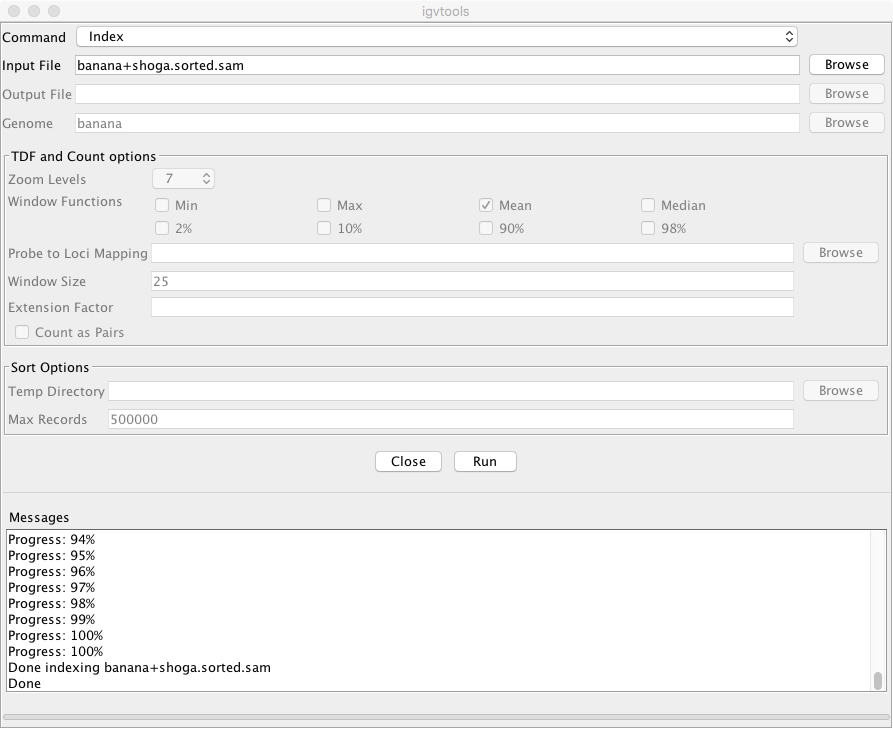 igvtools
Command Index
Input File banana+shoga.sorted.sam Browse
Output File Browse
Genome banana Browse
TDF and Count options
Zoom Levels 7
Window Functions Min Max Mean Median
2% 10% 90% 98%
Probe to Loci Mapping Browse
Window Size 25
Extension Factor
Count as Pairs
Sort Options
Temp Directory Browse
Max Records 500000
Close Run
Messages
Progress: 94%
Progress: 95%
Progress: 96%
Progress: 97%
Progress: 98%
Progress: 99%
Progress: 100%
Progress: 100%
Done indexing banana+shoga.sorted.sam
Done